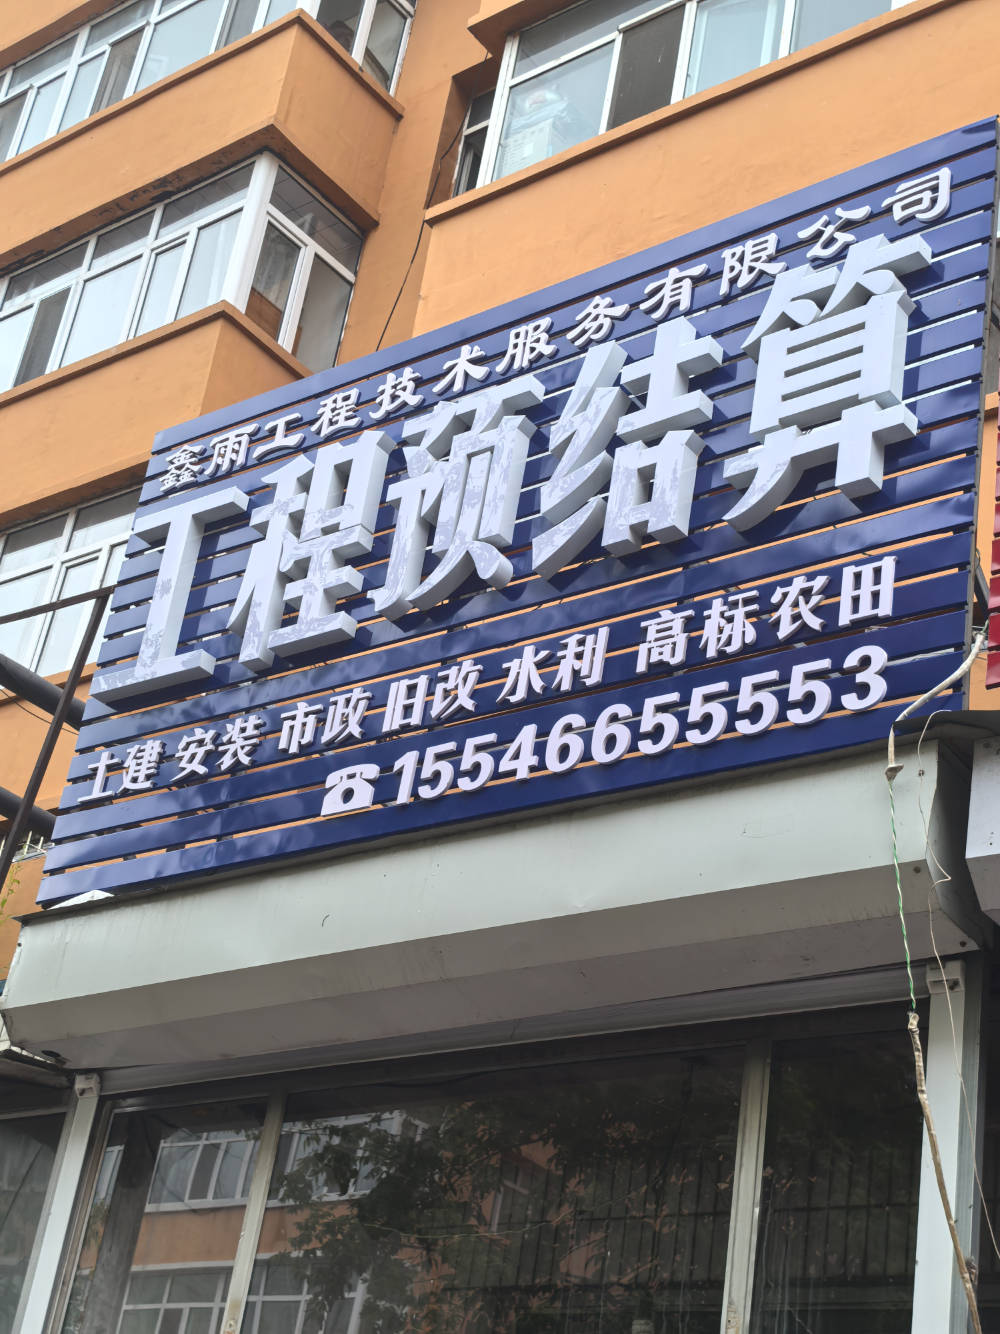 鑫雨工程技术服务有限公司
工程预结算
土建 安装 市政 旧改 水利 高标农田
☎15546655553